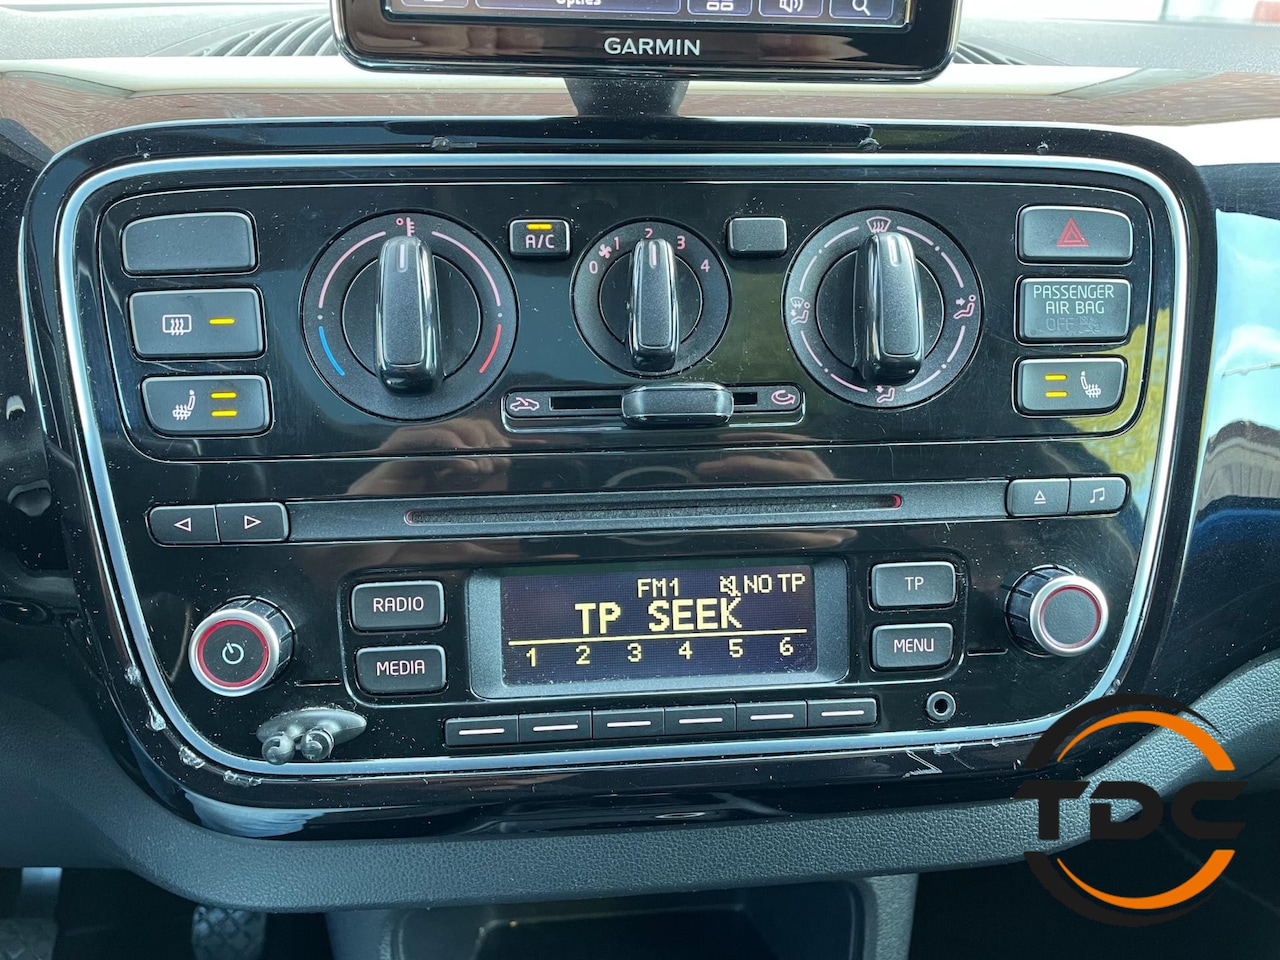 Opties
GARMIN
A/C
0 1 2 3 4
PASSENGER
AIR BAG
OFF
RADIO
MEDIA
FM1 NO TP
TP SEEK
1 2 3 4 5 6
TP
MENU
TDC